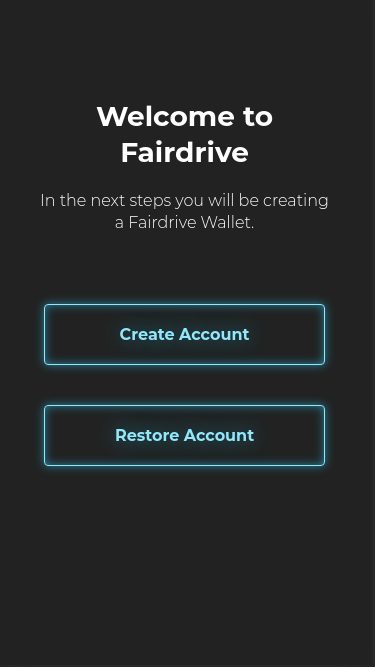 Welcome to
Fairdrive
In the next steps you will be creating
a Fairdrive Wallet.
Create Account
Restore Account